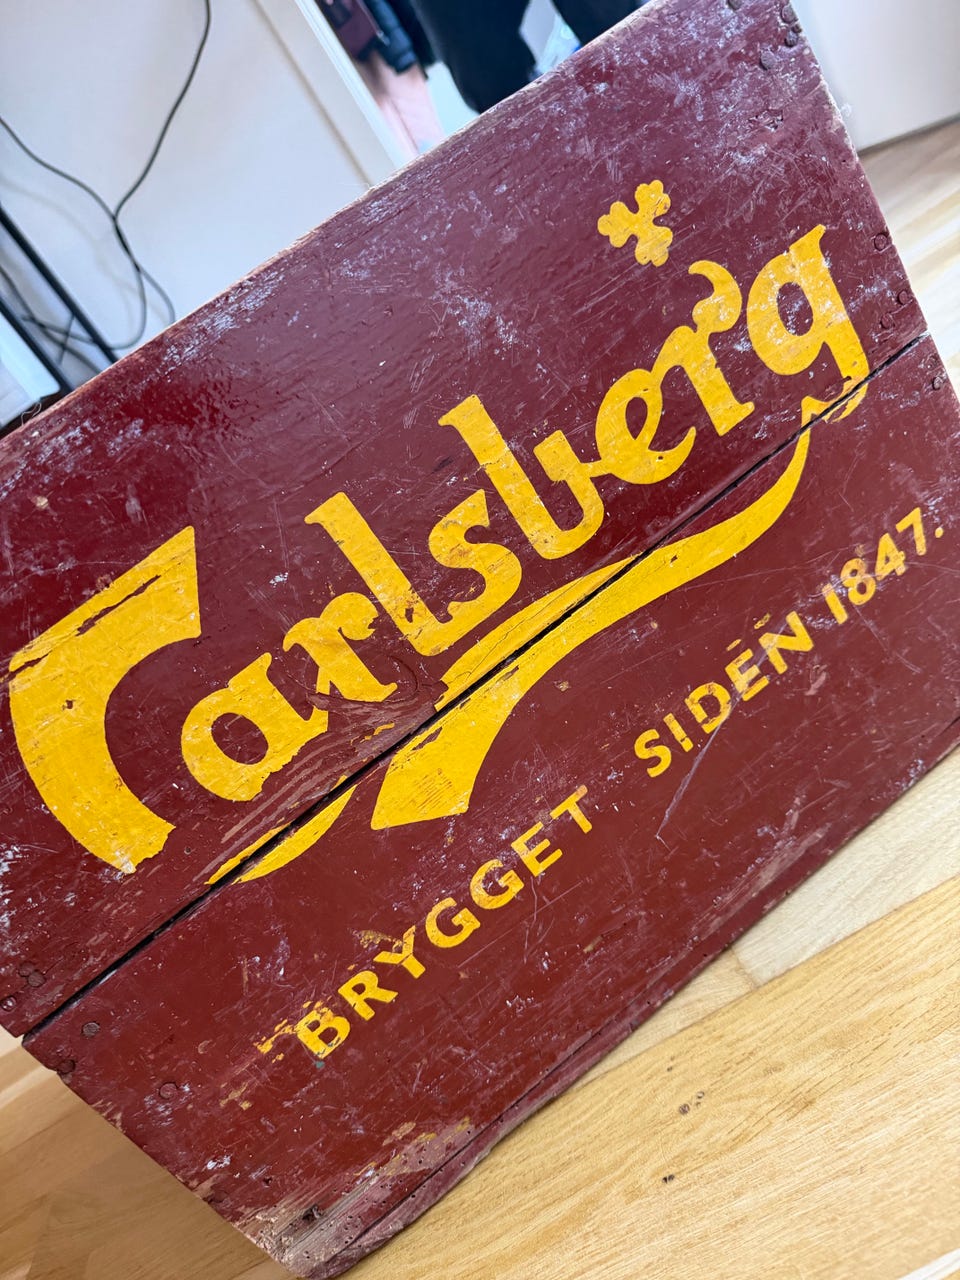 Carlsberg
BRYGGET SIDEN 1847.